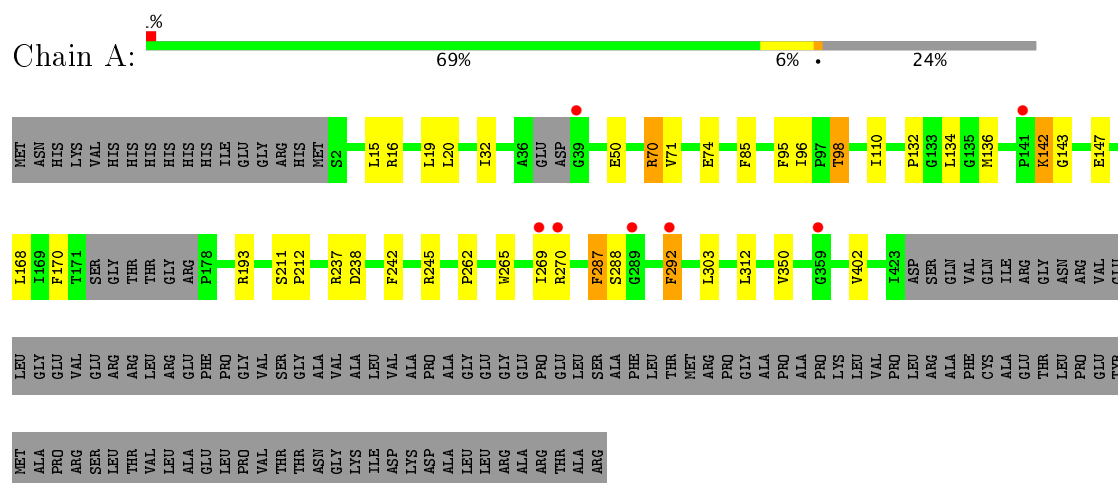 .%
Chain A:
69% 6% • 24%
MET ASN HIS LYS VAL HIS HIS HIS HIS HIS HIS ILE GLU GLY ARG HIS MET S2 L15 R16 L19 L20 I32 A36 GLU ASP G39 E50 R70 V71 E74 F85 F95 I96 P97 T98 I110 P132 G133 L134 G135 M136 P141 K142 G143 E147
L168 I169 F170 T171 SER GLY THR THR GLY ARG P178 R193 S211 P212 R237 D238 F242 R245 P262 W265 I269 R270 F287 S288 G289 F292 L303 L312 V350 G359 V402 I423 ASP SER GLN VAL GLN ILE ARG GLY ASN ARG VAL GLU
LEU GLY GLU VAL GLU ARG ARG LEU ARG GLU PHE PRO GLY VAL SER GLY ALA VAL ALA LEU VAL ALA PRO ALA GLY GLU GLY GLU PRO GLU LEU SER ALA PHE LEU THR MET ARG PRO GLY ALA PRO ALA PRO LYS LEU VAL PRO LEU ARG ALA PHE CYS ALA GLU THR LEU PRO GLU TYR
MET ALA PRO ARG SER LEU THR VAL LEU ALA GLU LEU PRO VAL THR THR ASN GLY LYS ILE ASP LYS ASP ALA LEU LEU ARG ALA ARG THR ALA ARG